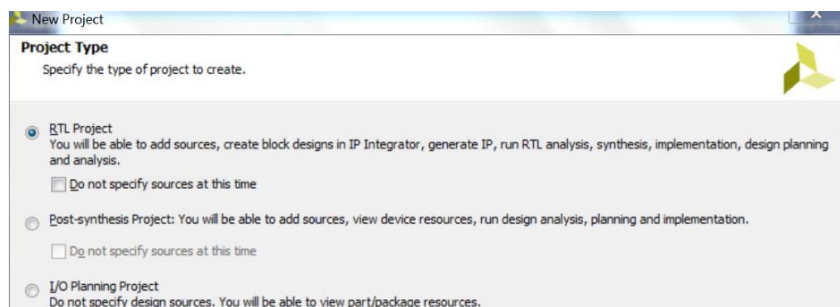 New Project
Project Type
Specify the type of project to create.
RTL Project
You will be able to add sources, create block designs in IP Integrator, generate IP, run RTL analysis, synthesis, implementation, design planning
and analysis.
Do not specify sources at this time
Post-synthesis Project: You will be able to add sources, view device resources, run design analysis, planning and implementation.
Do not specify sources at this time
I/O Planning Project
Do not specify design sources. You will be able to view part/package resources.